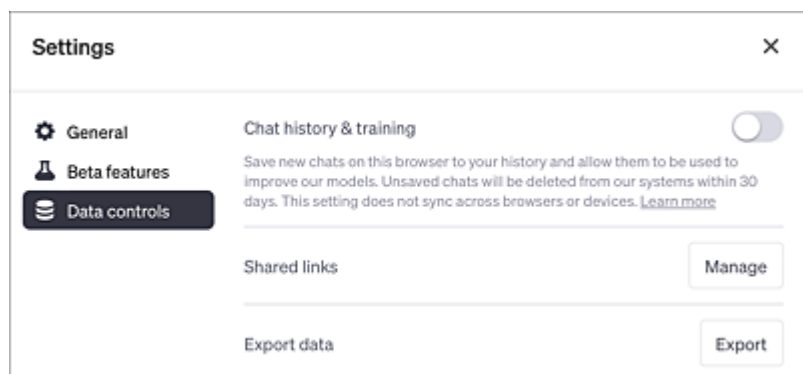 Settings
General
Beta features
Data controls
Chat history & training
Save new chats on this browser to your history and allow them to be used to
improve our models. Unsaved chats will be deleted from our systems within 30
days. This setting does not sync across browsers or devices. Learn more
Shared links
Manage
Export data
Export